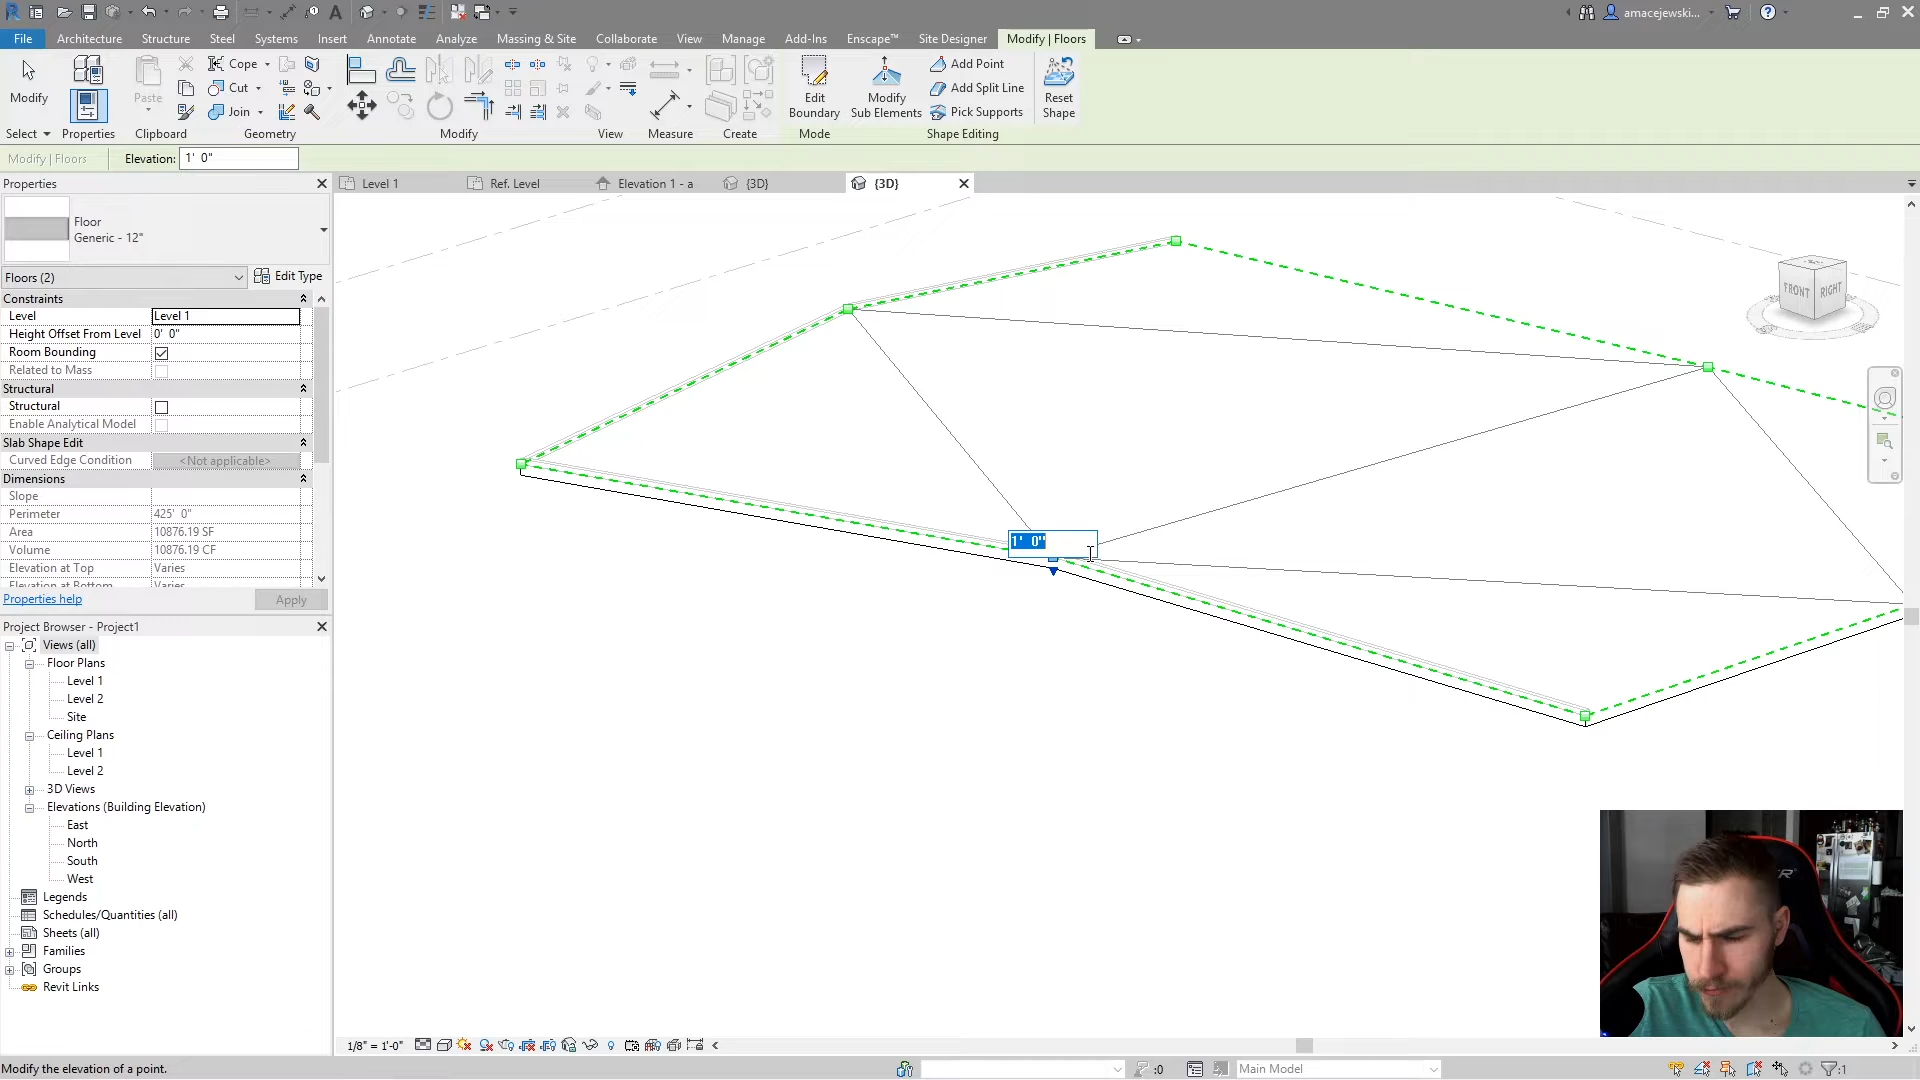 amacejewski...
File Architecture Structure Steel Systems Insert Annotate Analyze Massing & Site Collaborate View Manage Add-Ins Enscape™ Site Designer Modify | Floors
Modify
Properties
Paste
Cope
Cut
Join
Edit
Boundary
Modify
Sub Elements
Add Point
Add Split Line
Pick Supports
Reset
Shape
Select Properties Clipboard Geometry Modify View Measure Create Mode Shape Editing
Modify | Floors Elevation: 1' 0"
Properties
Level 1 Ref. Level Elevation 1 - a {3D} {3D}
Floor
Generic - 12"
Floors (2) Edit Type
Constraints
Level Level 1
Height Offset From Level 0' 0"
Room Bounding
Related to Mass
Structural
Structural
Enable Analytical Model
Slab Shape Edit
Curved Edge Condition <Not applicable>
Dimensions
Slope
Perimeter 425' 0"
Area 10876.19 SF
Volume 10876.19 CF
Elevation at Top Varies
Elevation at Bottom Varies
Properties help Apply
Project Browser - Project1
Views (all)
Floor Plans
Level 1
Level 2
Site
Ceiling Plans
Level 1
Level 2
3D Views
Elevations (Building Elevation)
East
North
South
West
Legends
Schedules/Quantities (all)
Sheets (all)
Families
Groups
Revit Links
FRONT RIGHT
1' 0"
1/8" = 1'-0"
Modify the elevation of a point.
:0
Main Model
:1